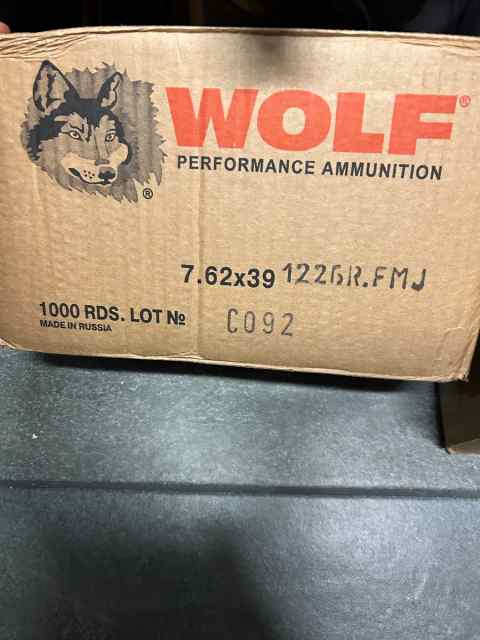 WOLF®
PERFORMANCE AMMUNITION
®
7.62x39 122GR.FMJ
1000 RDS. LOT № C092
MADE IN RUSSIA